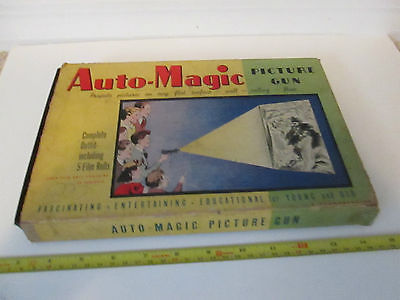 Auto-Magic
PICTURE
GUN
Projects pictures on any flat surface - wall - ceiling - floor
Complete
Outfit
including
5 Film Rolls
FASCINATING - ENTERTAINING - EDUCATIONAL for YOUNG and OLD
AUTO-MAGIC PICTURE GUN